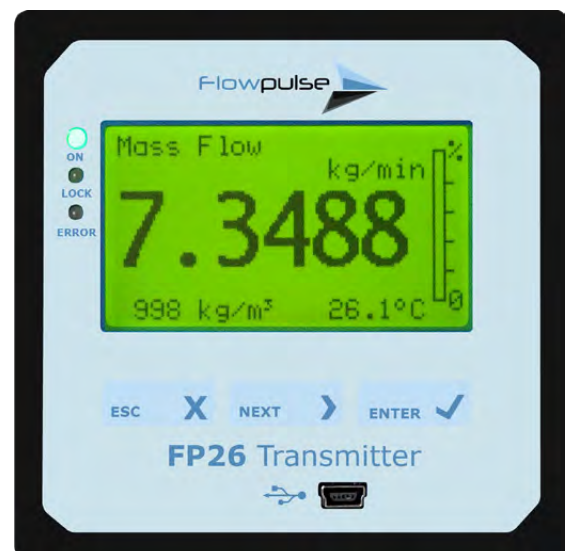 Flowpulse
ON
LOCK
ERROR
Mass Flow
%
kg/min
7.3488
998 kg/m³
26.1°C
0
ESC X
NEXT ❯
ENTER ✓
FP26 Transmitter